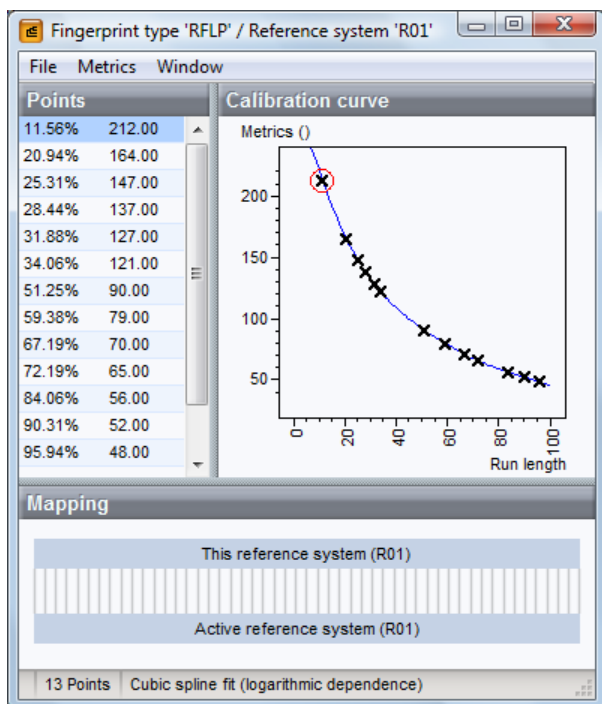 Fingerprint type 'RFLP' / Reference system 'R01'
File Metrics Window
Points
11.56% 212.00
20.94% 164.00
25.31% 147.00
28.44% 137.00
31.88% 127.00
34.06% 121.00
51.25% 90.00
59.38% 79.00
67.19% 70.00
72.19% 65.00
84.06% 56.00
90.31% 52.00
95.94% 48.00
Calibration curve
Metrics ()
200
150
100
50
0 20 40 60 80 100
Run length
Mapping
This reference system (R01)
Active reference system (R01)
13 Points Cubic spline fit (logarithmic dependence)